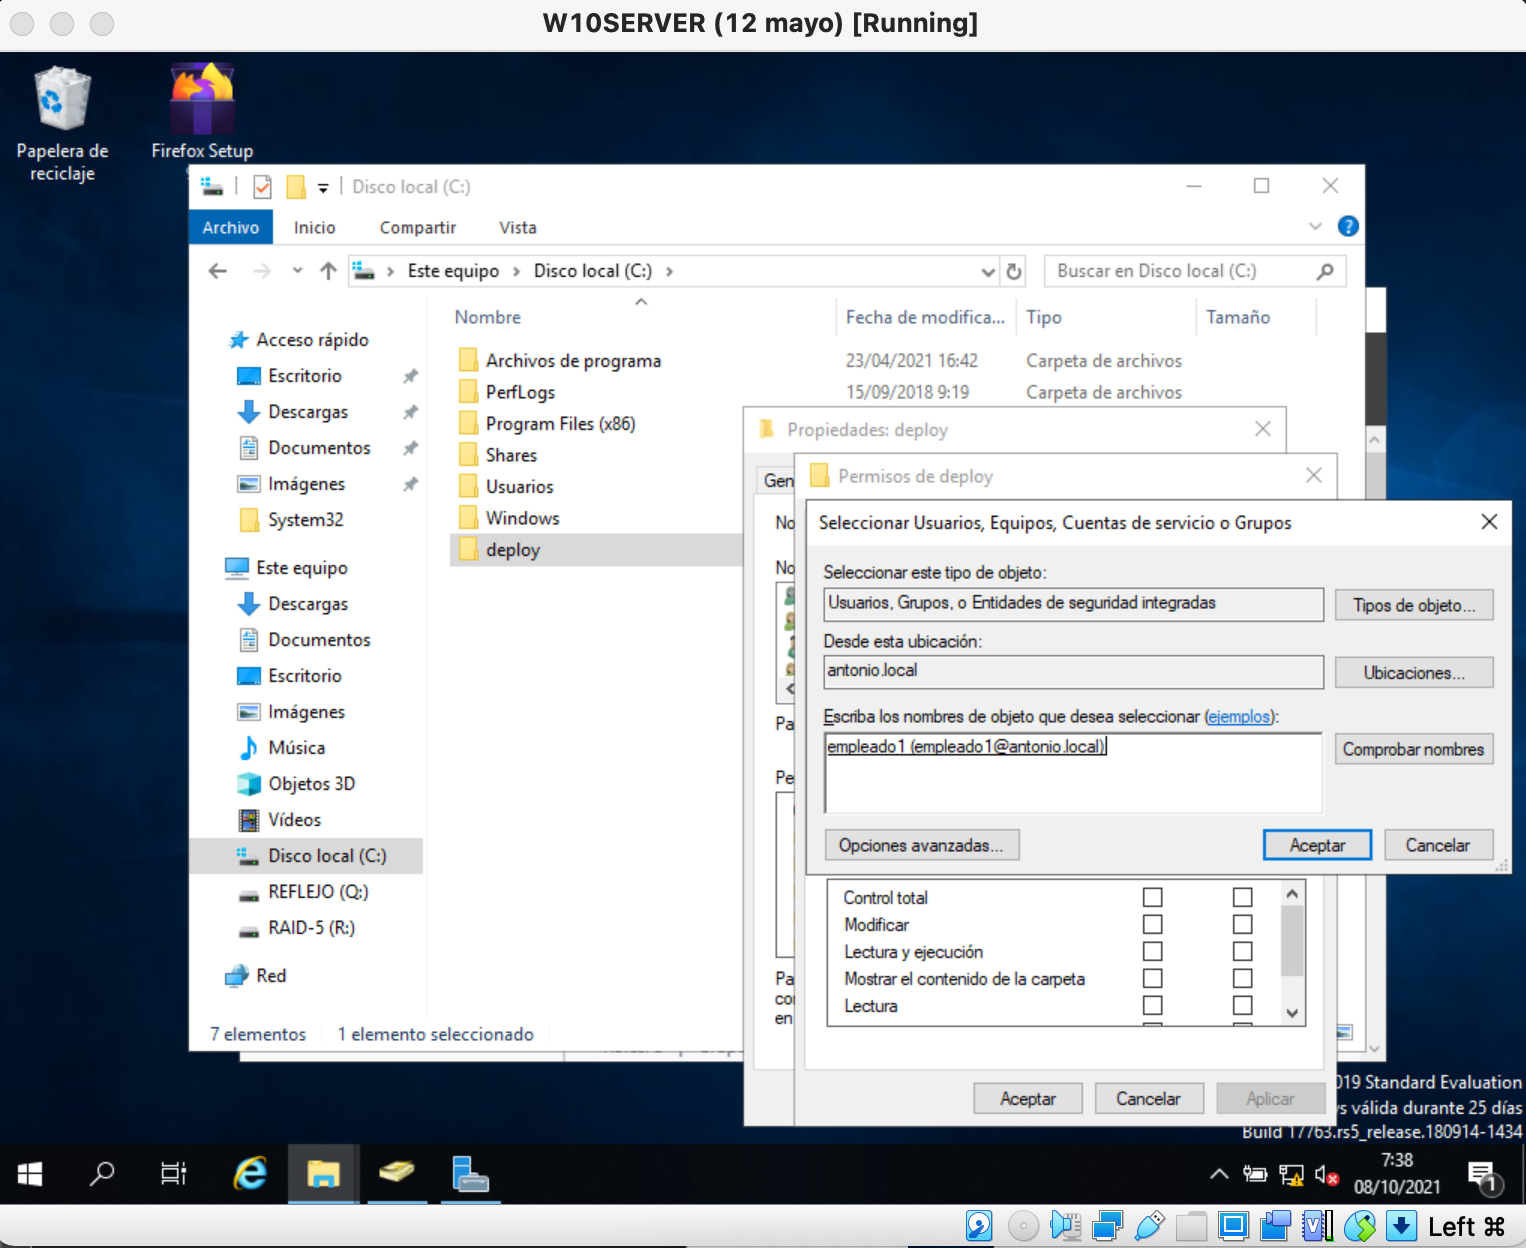 W10SERVER (12 mayo) [Running]
Papelera de
reciclaje
Firefox Setup
Disco local (C:)
Archivo
Inicio
Compartir
Vista
Este equipo
Disco local (C:)
Buscar en Disco local (C:)
Nombre
Fecha de modifica...
Tipo
Tamaño
Acceso rápido
Escritorio
Descargas
Documentos
Imágenes
System32
Este equipo
Descargas
Documentos
Escritorio
Imágenes
Música
Objetos 3D
Vídeos
Disco local (C:)
REFLEJO (Q:)
RAID-5 (R:)
Red
Archivos de programa 23/04/2021 16:42 Carpeta de archivos
PerfLogs 15/09/2018 9:19 Carpeta de archivos
Program Files (x86)
Shares
Usuarios
Windows
deploy
7 elementos
1 elemento seleccionado
Propiedades: deploy
Gen
No
No
Pa
Pe
Pa
co
en
Permisos de deploy
Seleccionar Usuarios, Equipos, Cuentas de servicio o Grupos
Seleccionar este tipo de objeto:
Usuarios, Grupos, o Entidades de seguridad integradas
Tipos de objeto...
Desde esta ubicación:
antonio.local
Ubicaciones...
Escriba los nombres de objeto que desea seleccionar (ejemplos):
empleado1 (empleado1@antonio.local)
Comprobar nombres
Opciones avanzadas...
Aceptar
Cancelar
Control total
Modificar
Lectura y ejecución
Mostrar el contenido de la carpeta
Lectura
Aceptar
Cancelar
Aplicar
019 Standard Evaluation
s válida durante 25 días
Build 17763.rs5_release.180914-1434
7:38
08/10/2021
1
Left ⌘